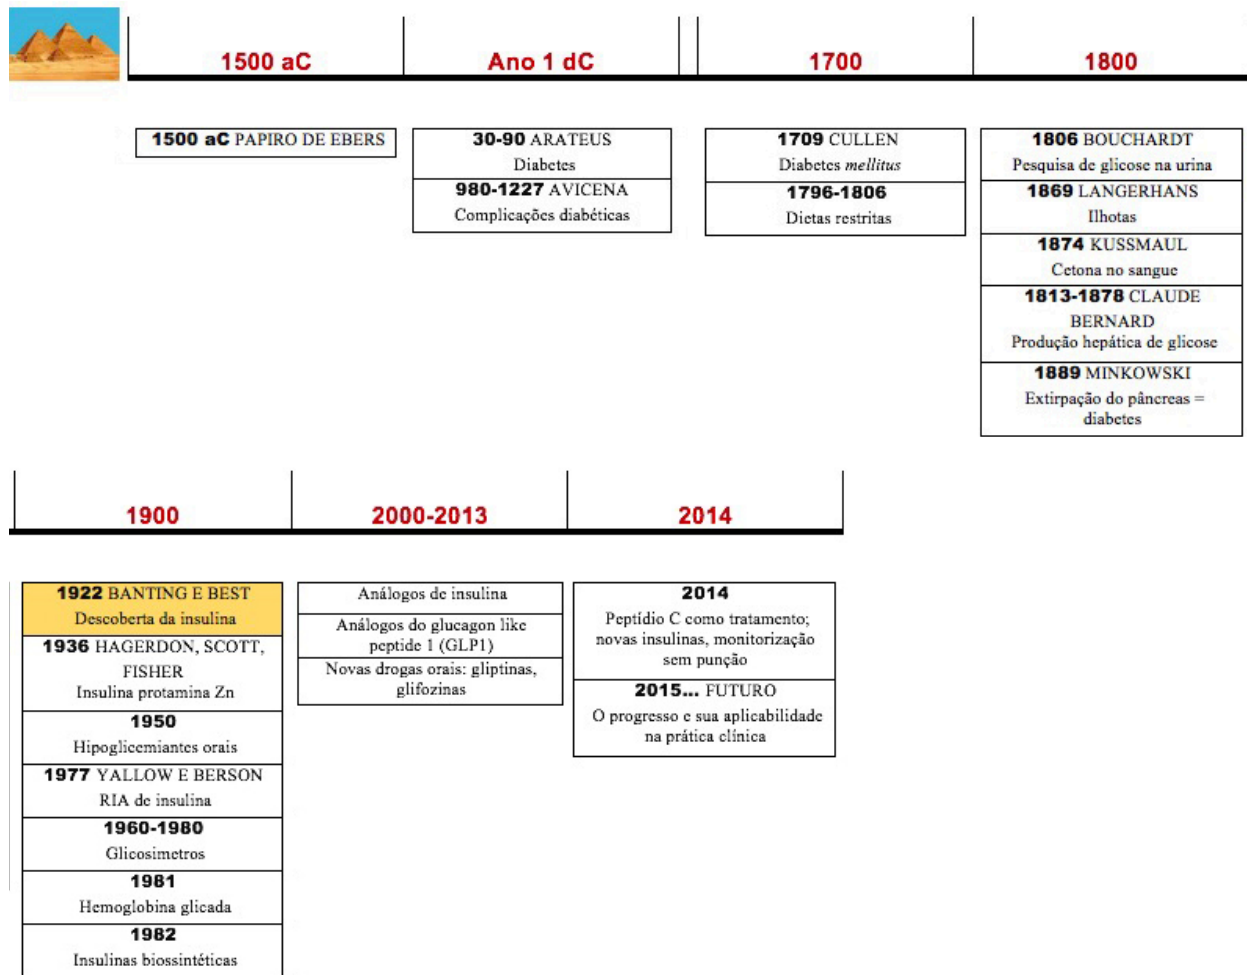 1500 aC
Ano 1 dC
1700
1800
1500 aC PAPIRO DE EBERS
30-90 ARATEUS
Diabetes
980-1227 AVICENA
Complicações diabéticas
1709 CULLEN
Diabetes mellitus
1796-1806
Dietas restritas
1806 BOUCHARDT
Pesquisa de glicose na urina
1869 LANGERHANS
Ilhotas
1874 KUSSMAUL
Cetona no sangue
1813-1878 CLAUDE
BERNARD
Produção hepática de glicose
1889 MINKOWSKI
Extirpação do pâncreas =
diabetes
1900
2000-2013
2014
1922 BANTING E BEST
Descoberta da insulina
1936 HAGERDON, SCOTT,
FISHER
Insulina protamina Zn
1950
Hipoglicemiantes orais
1977 YALLOW E BERSON
RIA de insulina
1960-1980
Glicosimetros
1981
Hemoglobina glicada
1982
Insulinas biossintéticas
Análogos de insulina
Análogos do glucagon like
peptide 1 (GLP1)
Novas drogas orais: gliptinas,
glifozinas
2014
Peptídio C como tratamento;
novas insulinas, monitorização
sem punção
2015... FUTURO
O progresso e sua aplicabilidade
na prática clínica